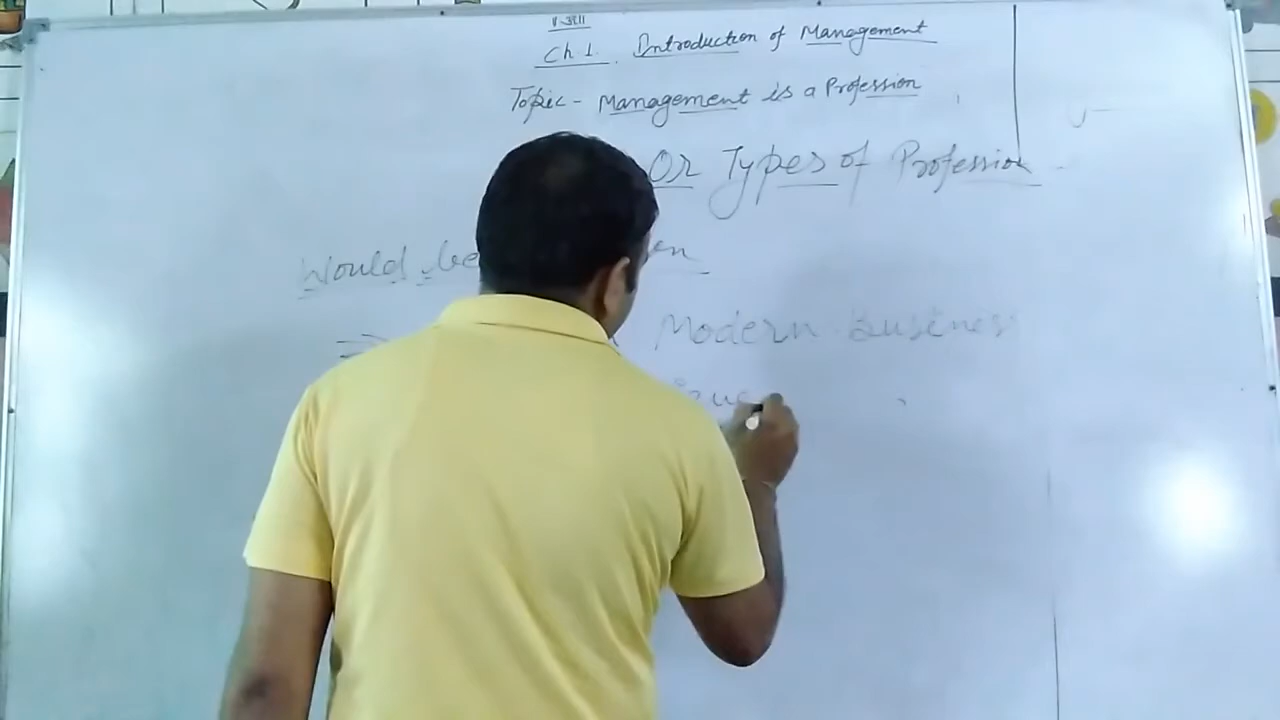 Ch 1. Introduction of Management
Topic - Management is a Profession
Or Types of Profession
Would be
Modern Business